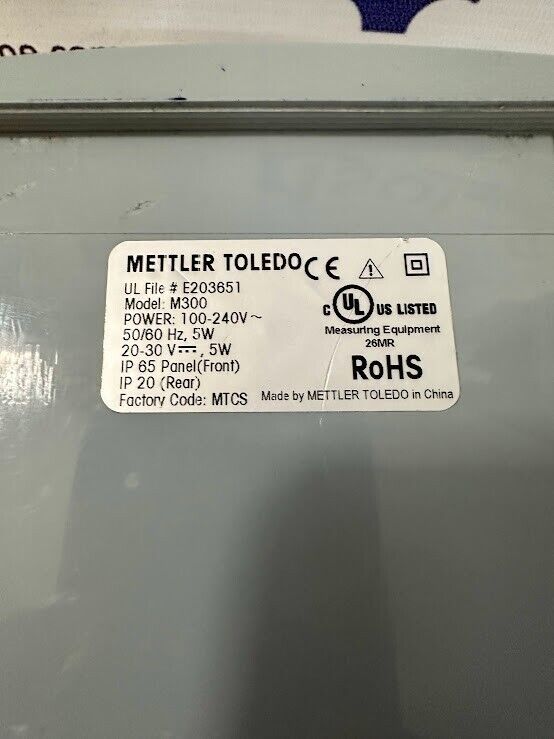 METTLER TOLEDO CE
UL File # E203651
Model: M300
POWER: 100-240V~
50/60 Hz, 5W
20-30 V⎓, 5W
IP 65 Panel(Front)
IP 20 (Rear)
Factory Code: MTCS
C UL US LISTED
Measuring Equipment
26MR
RoHS
Made by METTLER TOLEDO in China